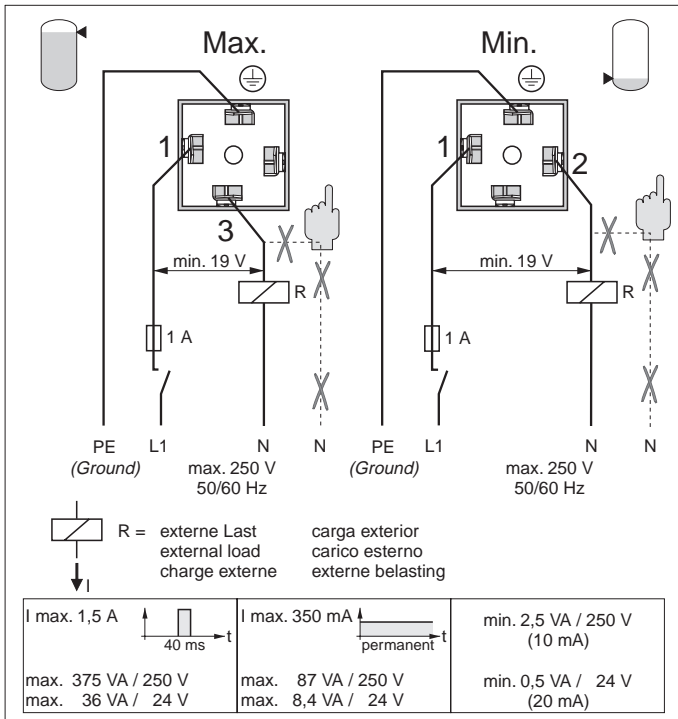 Max. Min.
1 1
2
3
min. 19 V min. 19 V
R R
1 A 1 A
PE L1 N N PE L1 N N
(Ground) max. 250 V (Ground) max. 250 V
50/60 Hz 50/60 Hz
R = externe Last carga exterior
external load carico esterno
charge externe externe belasting
I
I max. 1,5 A I max. 350 mA min. 2,5 VA / 250 V
t t (10 mA)
40 ms permanent
max. 375 VA / 250 V max. 87 VA / 250 V min. 0,5 VA / 24 V
max. 36 VA / 24 V max. 8,4 VA / 24 V (20 mA)